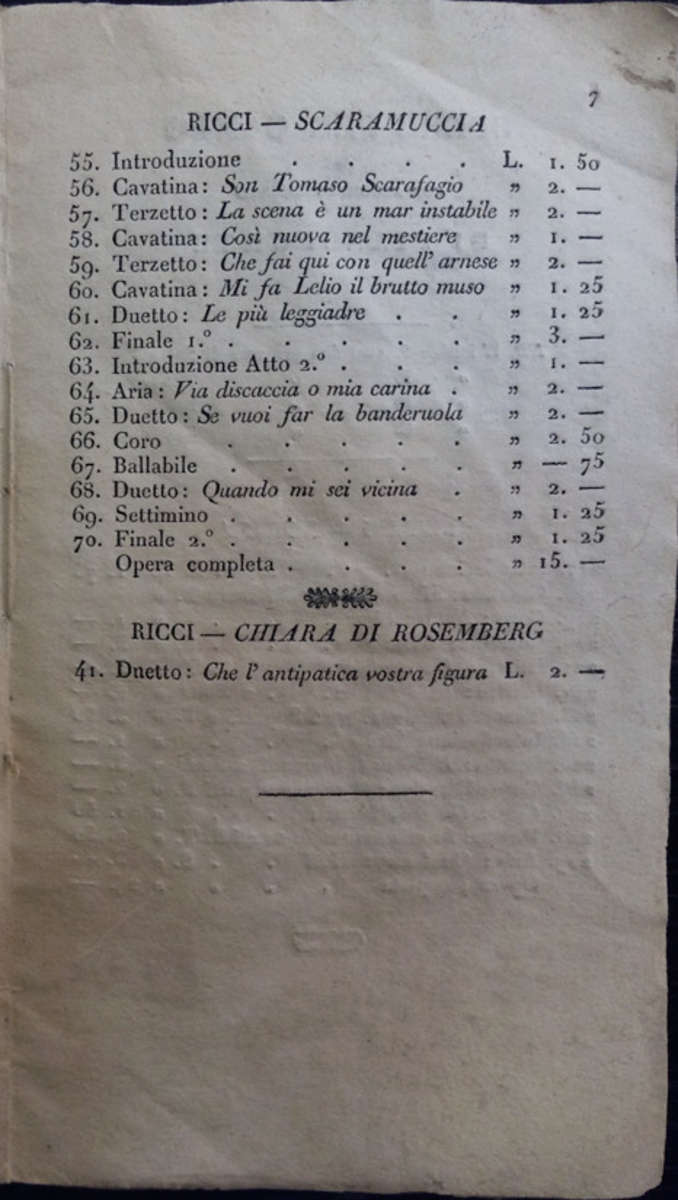 7
RICCI — SCARAMUCCIA
55. Introduzione . . . . L. 1. 50
56. Cavatina: Son Tomaso Scarafagio „ 2. —
57. Terzetto: La scena è un mar instabile „ 2. —
58. Cavatina: Così nuova nel mestiere „ 1. —
59. Terzetto: Che fai qui con quell' arnese „ 2. —
60. Cavatina: Mi fa Lelio il brutto muso „ 1. 25
61. Duetto: Le più leggiadre . . „ 1. 25
62. Finale 1.° . . . . . „ 3. —
63. Introduzione Atto 2.° . . . „ 1. —
64. Aria: Via discaccia o mia carina . „ 2. —
65. Duetto: Se vuoi far la banderuola „ 2. —
66. Coro . . . . . „ 2. 50
67. Ballabile . . . . . „ — 75
68. Duetto: Quando mi sei vicina . „ 2. —
69. Settimino . . . . . „ 1. 25
70. Finale 2.° . . . . . „ 1. 25
Opera completa . . . . „ 15. —
RICCI — CHIARA DI ROSEMBERG
41. Duetto: Che l' antipatica vostra figura L. 2. —